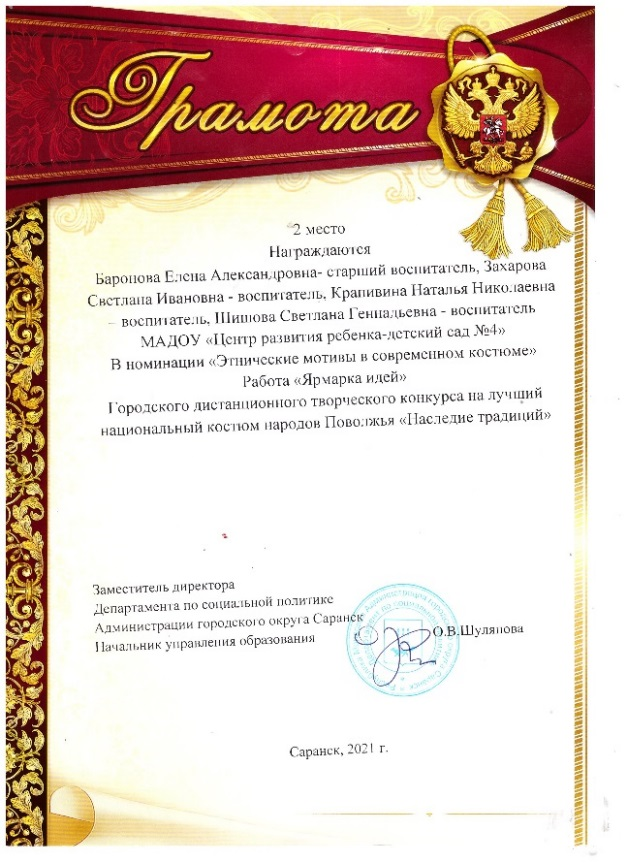 Грамота
2 место
Награждаются
Баронова Елена Александровна- старший воспитатель, Захарова
Светлана Ивановна - воспитатель, Крапивина Наталья Николаевна
– воспитатель, Шишова Светлана Геннадьевна - воспитатель
МАДОУ «Центр развития ребенка-детский сад №4»
В номинации «Этнические мотивы в современном костюме»
Работа «Ярмарка идей»
Городского дистанционного творческого конкурса на лучший
национальный костюм народов Поволжья «Наследие традиций»
Заместитель директора
Департамента по социальной политике
Администрации городского округа Саранск
Начальник управления образования
О.В.Шулянова
Саранск, 2021 г.